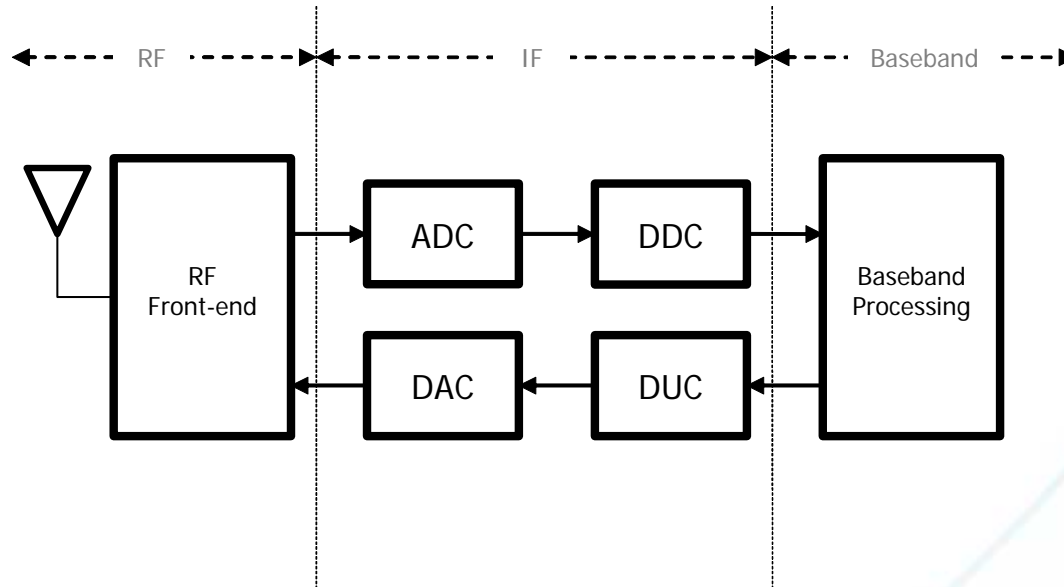 RF
IF
Baseband
RF
Front-end
ADC
DDC
Baseband
Processing
DAC
DUC